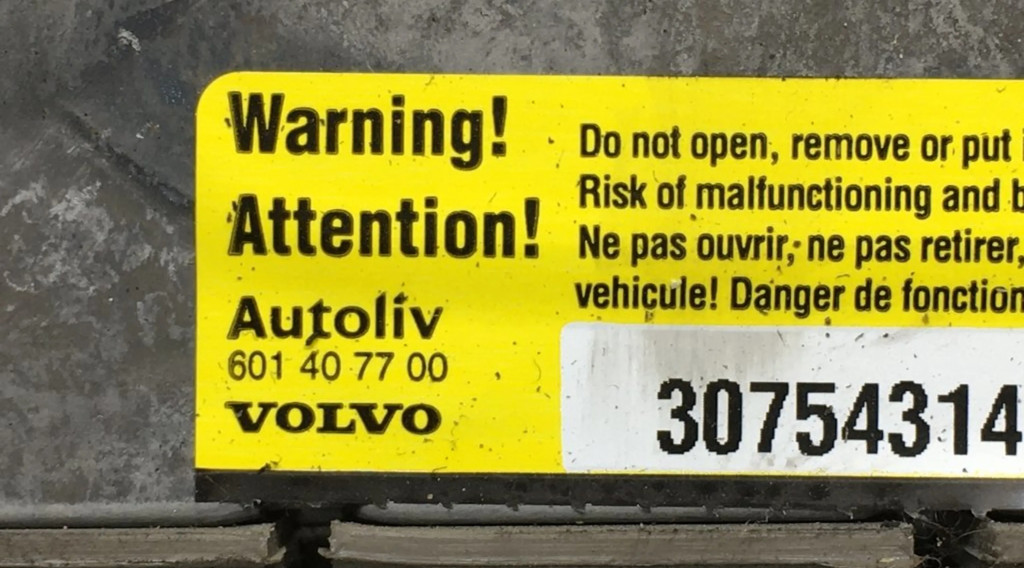 Warning!
Attention!
Autoliv
601 40 77 00
VOLVO
Do not open, remove or put
Risk of malfunctioning and
Ne pas ouvrir, ne pas retirer,
vehicule! Danger de fonction
30754314